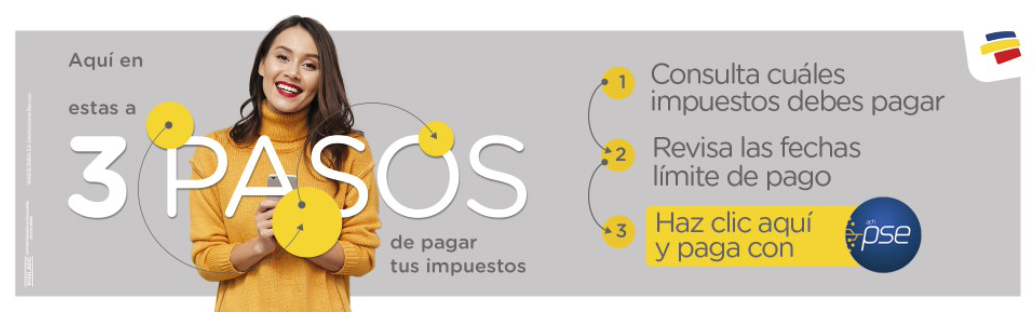 Aquí en
estas a
3 PASOS
de pagar
tus impuestos
1
Consulta cuáles
impuestos debes pagar
2
Revisa las fechas
límite de pago
3
Haz clic aquí
y paga con
ach
pse
VIGILADO